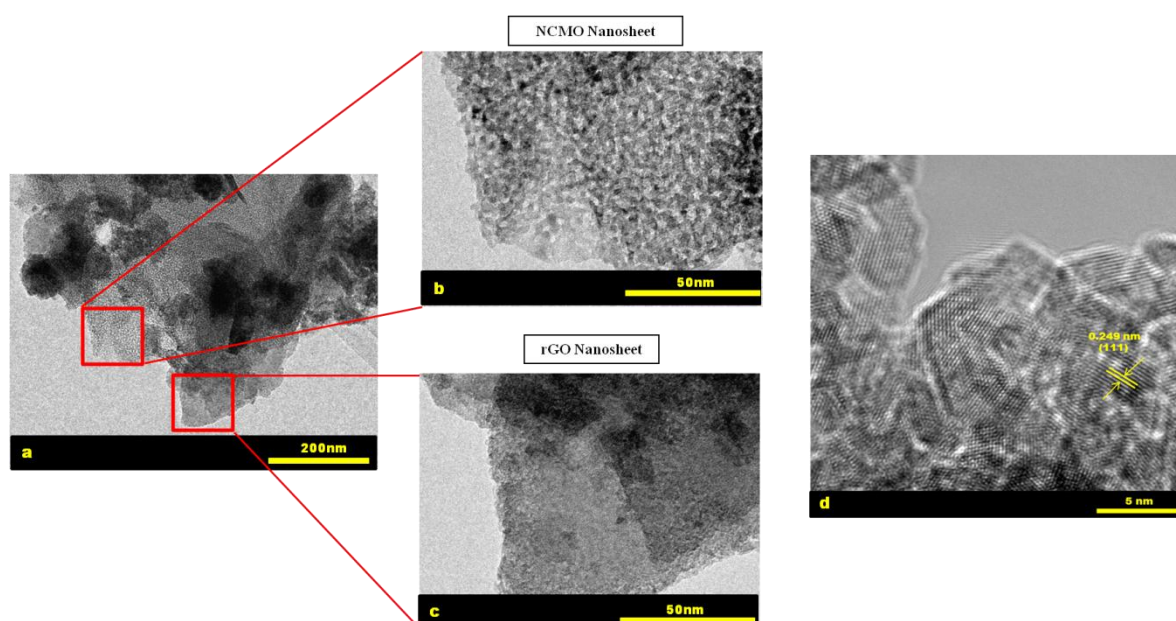 NCMO Nanosheet
b
50nm
a
200nm
rGO Nanosheet
c
50nm
0.249 nm
(111)
d
5 nm